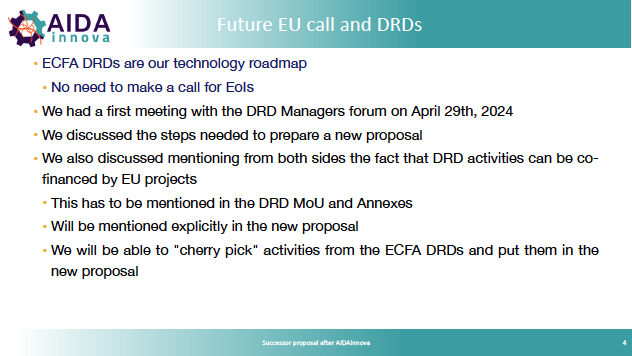 AIDA
innova
Future EU call and DRDs
• ECFA DRDs are our technology roadmap
• No need to make a call for EoIs
• We had a first meeting with the DRD Managers forum on April 29th, 2024
• We discussed the steps needed to prepare a new proposal
• We also discussed mentioning from both sides the fact that DRD activities can be co-
financed by EU projects
• This has to be mentioned in the DRD MoU and Annexes
• Will be mentioned explicitly in the new proposal
• We will be able to "cherry pick" activities from the ECFA DRDs and put them in the
new proposal
Successor proposal after AIDAinnova
4